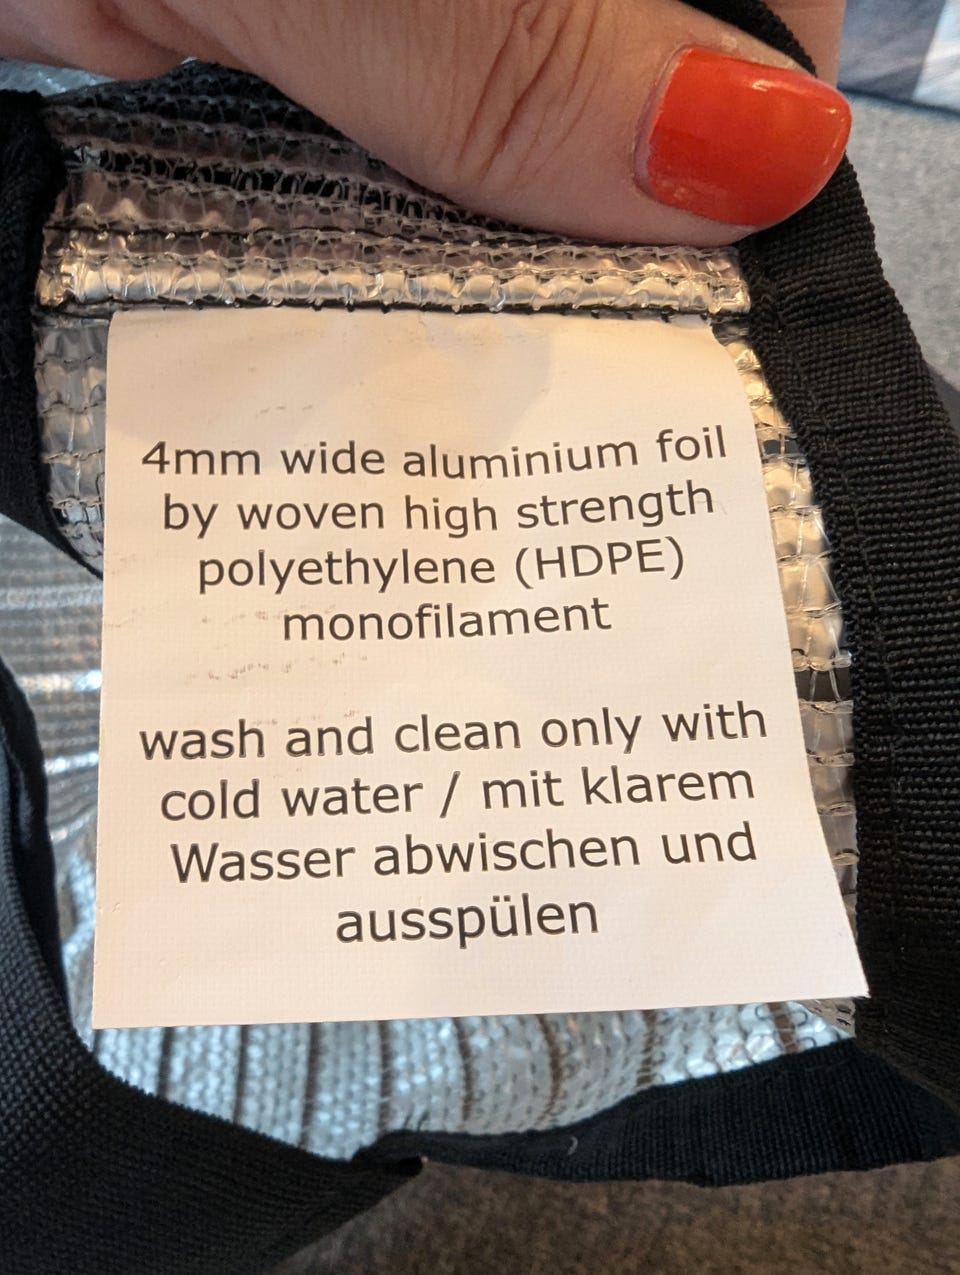 4mm wide aluminium foil
by woven high strength
polyethylene (HDPE)
monofilament
wash and clean only with
cold water / mit klarem
Wasser abwischen und
ausspülen